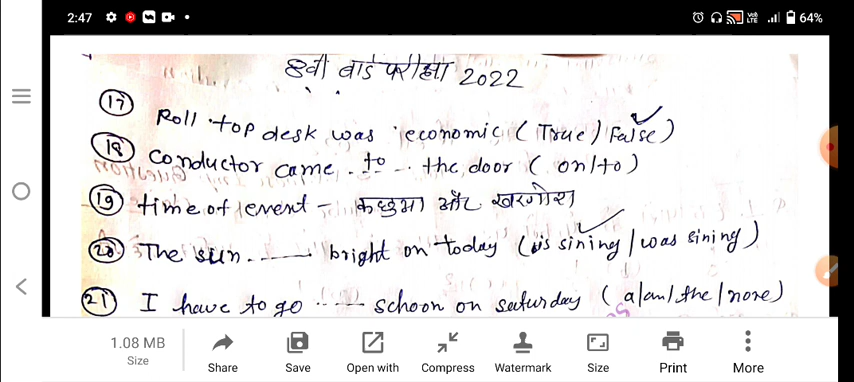 2:47
64%
8वी बोर्ड परीक्षा 2022
17 Roll top desk was economic ( True / False )
18 Conductor came .to.. the door ( on/to )
19 time of event - कछुआ और खरगोश
20 The sun .—— bright on today ( is sining / was sining )
21 I have to go ..... schoon on saturday ( a/an/the/none )
1.08 MB
Size
Share
Save
Open with
Compress
Watermark
Size
Print
More